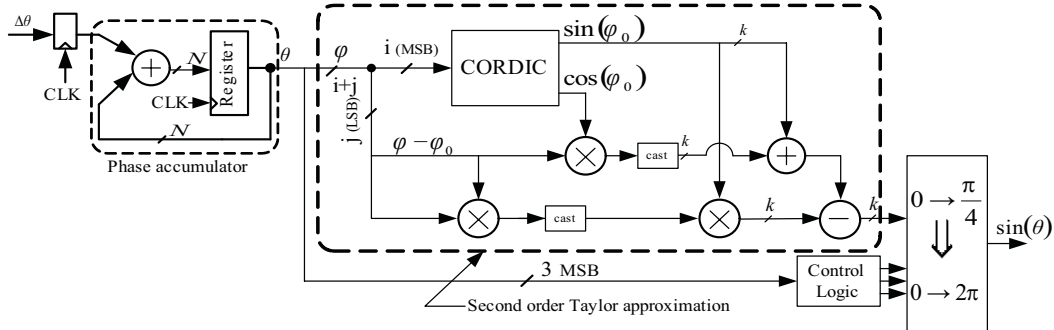 Δθ
CLK
N
Register
CLK
N
θ
Phase accumulator
φ
i+j
i (MSB)
j (LSB)
CORDIC
sin(φ₀)
cos(φ₀)
k
φ − φ₀
cast
k
cast
k
k
3 MSB
Control
Logic
0 → π/4
⇓
0 → 2π
sin(θ)
Second order Taylor approximation